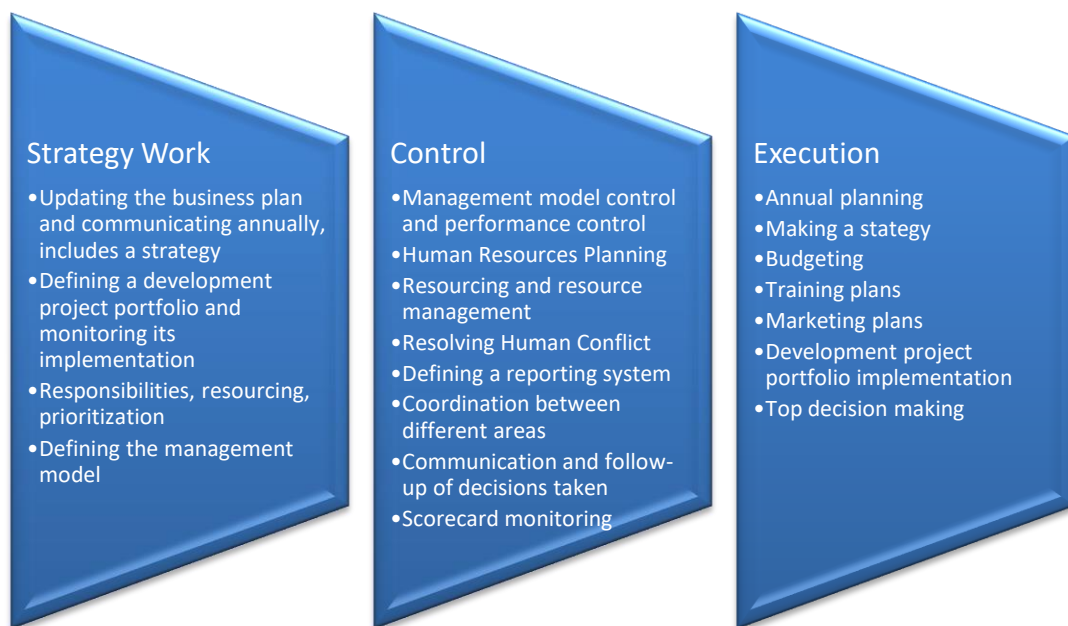 Strategy Work
•Updating the business plan
and communicating annually,
includes a strategy
•Defining a development
project portfolio and
monitoring its
implementation
•Responsibilities, resourcing,
prioritization
•Defining the management
model
Control
•Management model control
and performance control
•Human Resources Planning
•Resourcing and resource
management
•Resolving Human Conflict
•Defining a reporting system
•Coordination between
different areas
•Communication and follow-
up of decisions taken
•Scorecard monitoring
Execution
•Annual planning
•Making a stategy
•Budgeting
•Training plans
•Marketing plans
•Development project
portfolio implementation
•Top decision making